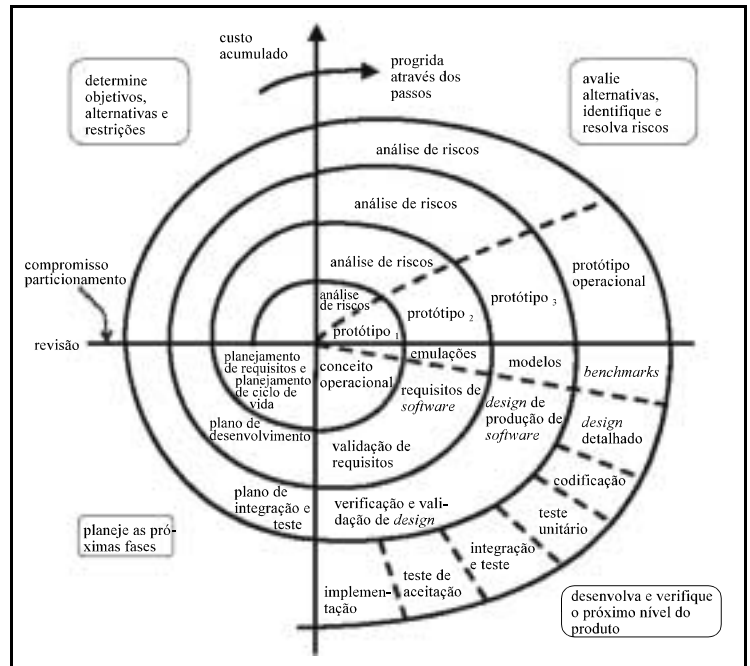 custo
acumulado
progrida
através dos
passos
determine
objetivos,
alternativas e
restrições
avalie
alternativas,
identifique e
resolva riscos
análise de riscos
análise de riscos
análise de riscos
análise
de riscos
protótipo 1
protótipo 2
protótipo 3
protótipo
operacional
compromisso
particionamento
revisão
planejamento
de requisitos e
planejamento
de ciclo de
vida
conceito
operacional
emulações
modelos
benchmarks
requisitos de
software
design de
produção de
software
design
detalhado
plano de
desenvolvimento
validação de
requisitos
codificação
plano de
integração e
teste
verificação e vali-
dação de design
teste
unitário
integração
e teste
teste de
aceitação
implemen-
tação
planeje as pró-
ximas fases
desenvolva e verifique
o próximo nível do
produto